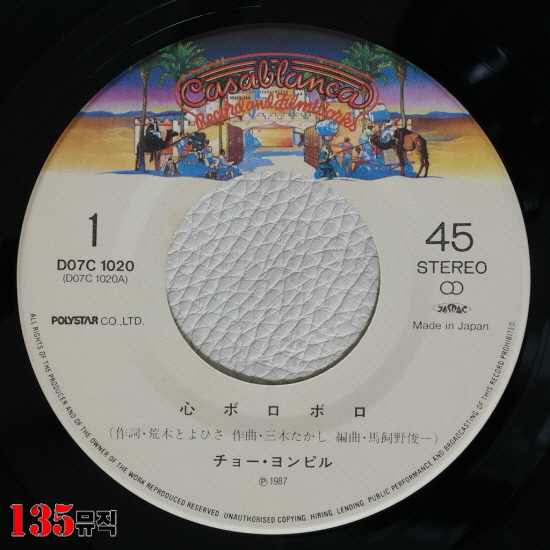 Casablanca
Record and FilmWorks
1
D07C 1020
(D07C 1020A)
POLYSTAR CO.,LTD.
45
STEREO
JASRAC
Made in Japan
心ボロボロ
(作詞・荒木とよひさ 作曲・三木たかし 編曲・馬飼野俊一)
チョー・ヨンピル
Ⓟ1987
ALL RIGHTS OF THE PRODUCER AND OF THE OWNER OF THE WORK REPRODUCED RESERVED. UNAUTHORISED COPYING, HIRING, LENDING, PUBLIC PERFORMANCE AND BROADCASTING OF THIS RECORD PROHIBITED
135뮤직